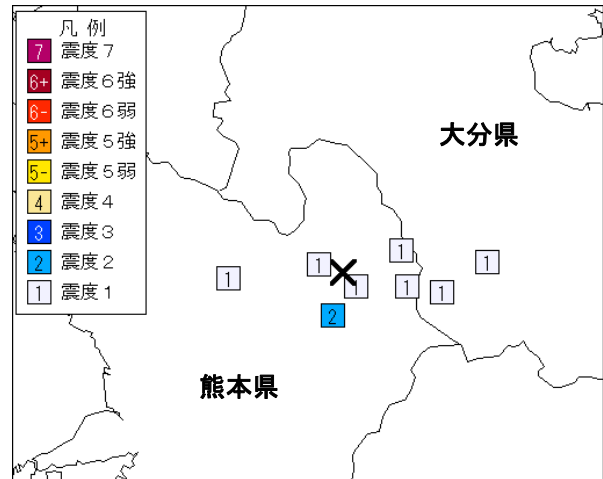 凡 例
7 震度７
6+ 震度６強
6- 震度６弱
5+ 震度５強
5- 震度５弱
4 震度４
3 震度３
2 震度２
1 震度１
大分県
1
1
1
1
1
1
1
2
熊本県